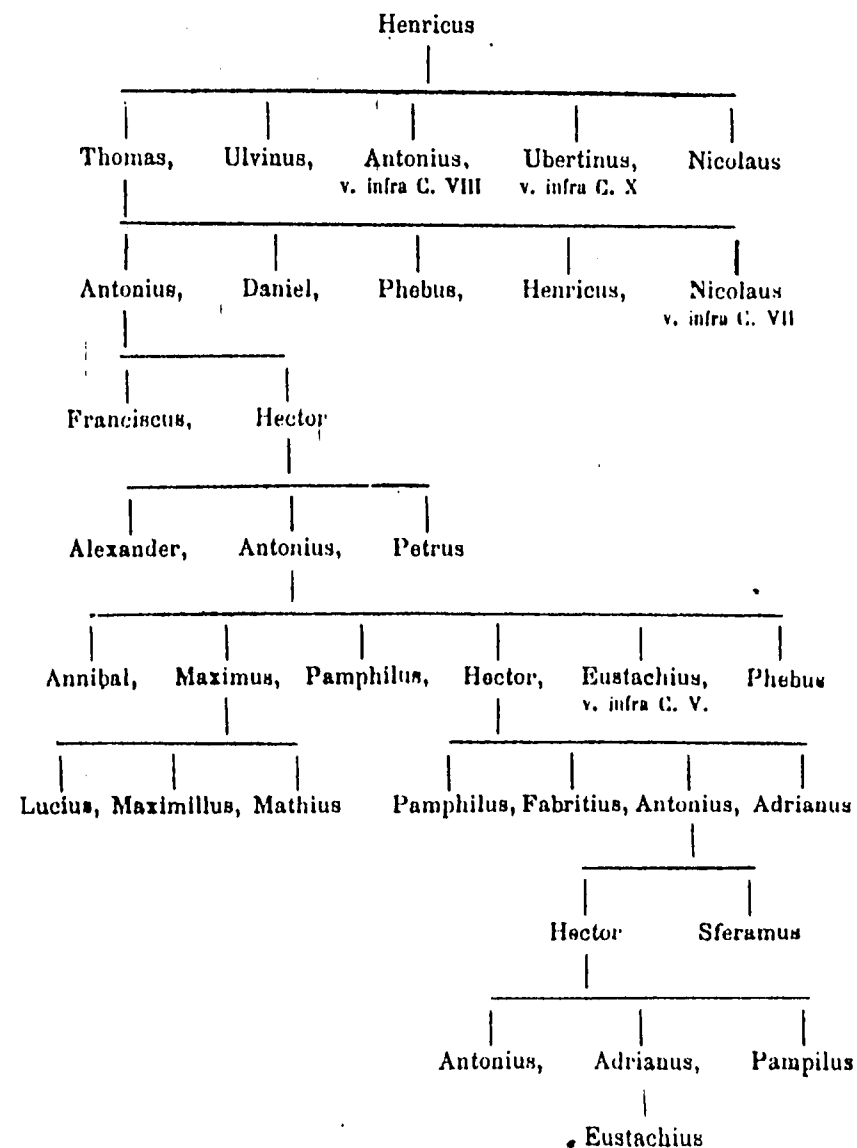 Henricus
Thomas, Ulvinus, Antonius, Ubertinus, Nicolaus
v. infra C. VIII v. infra C. X
Antonius, Daniel, Phebus, Henricus, Nicolaus
v. infra C. VII
Franciscus, Hector
Alexander, Antonius, Petrus
Annibal, Maximus, Pamphilus, Hector, Eustachius, Phebus
v. infra C. V.
Lucius, Maximillus, Mathius Pamphilus, Fabritius, Antonius, Adrianus
Hector Sferamus
Antonius, Adrianus, Pampilus
Eustachius